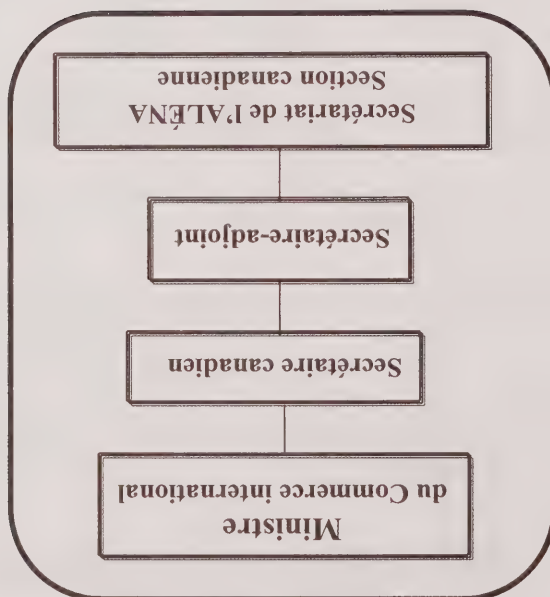 Ministre
du Commerce international
Secrétaire canadien
Secrétaire-adjoint
Secrétariat de l'ALÉNA
Section canadienne